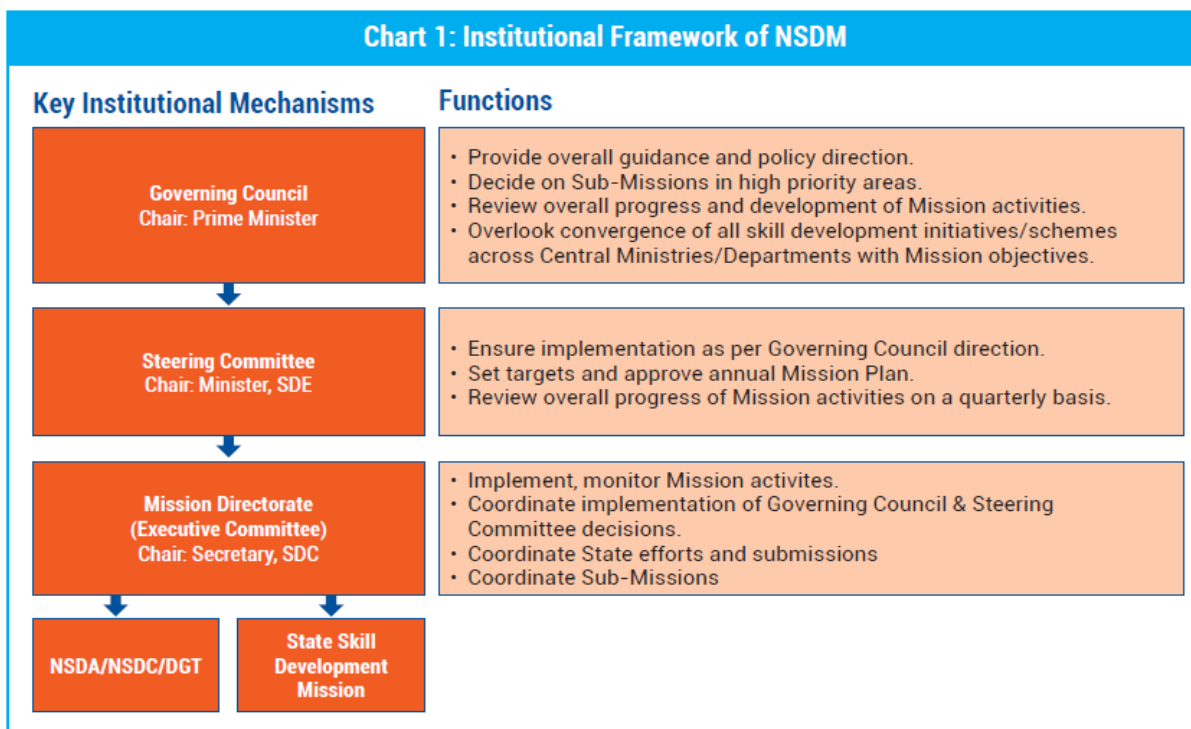 Chart 1: Institutional Framework of NSDM
Key Institutional Mechanisms
Functions
Governing Council
Chair: Prime Minister
• Provide overall guidance and policy direction.
• Decide on Sub-Missions in high priority areas.
• Review overall progress and development of Mission activities.
• Overlook convergence of all skill development initiatives/schemes
across Central Ministries/Departments with Mission objectives.
Steering Committee
Chair: Minister, SDE
• Ensure implementation as per Governing Council direction.
• Set targets and approve annual Mission Plan.
• Review overall progress of Mission activities on a quarterly basis.
Mission Directorate
(Executive Committee)
Chair: Secretary, SDC
• Implement, monitor Mission activites.
• Coordinate implementation of Governing Council & Steering
Committee decisions.
• Coordinate State efforts and submissions
• Coordinate Sub-Missions
NSDA/NSDC/DGT
State Skill
Development
Mission